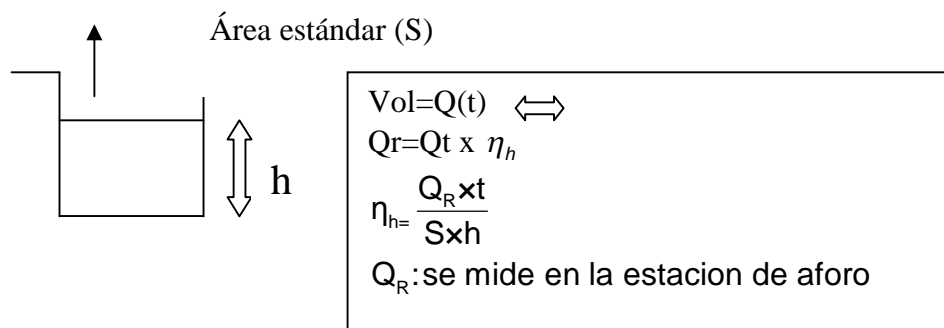 Área estándar (S)
h
Vol=Q(t)
Qr=Qt x ηh
ηh= QR×t / S×h
QR:se mide en la estacion de aforo